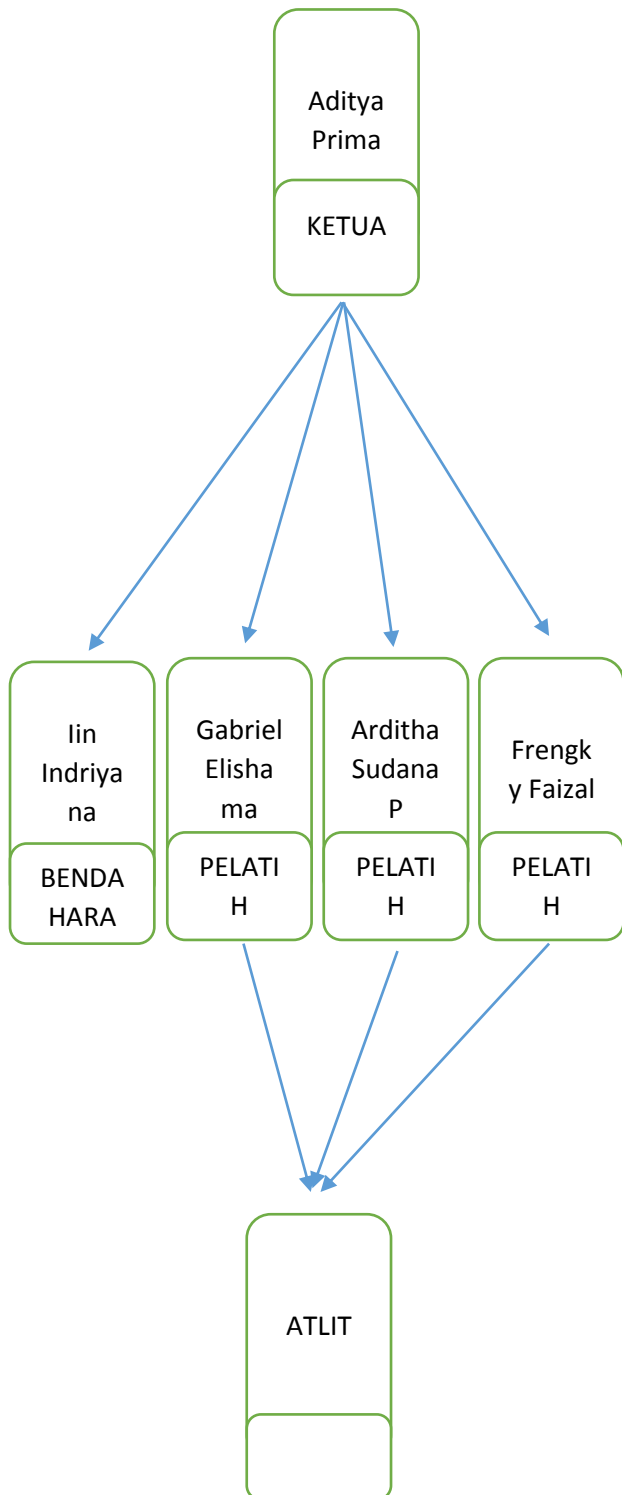 Aditya
Prima
KETUA
Iin
Indriya
na
BENDA
HARA
Gabriel
Elisha
ma
PELATI
H
Arditha
Sudana
P
PELATI
H
Frengk
y Faizal
PELATI
H
ATLIT